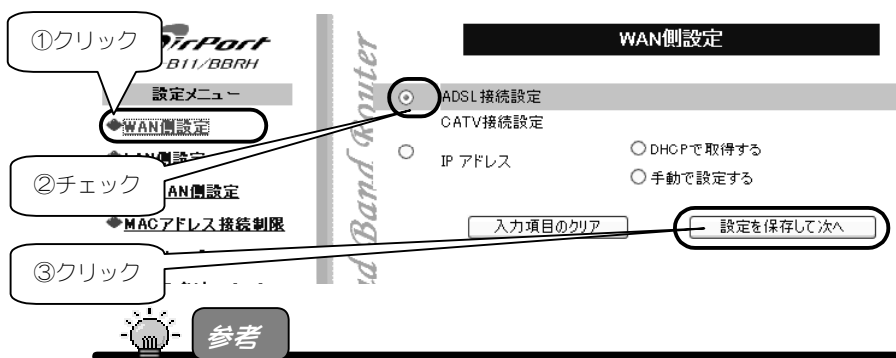 ①クリック
AirPort
-B11/BBRH
設定メニュー
◆WAN側設定
②チェック
AN側設定
◆MACアドレス接続制限
③クリック
Band Router
WAN側設定
ADSL接続設定
CATV接続設定
IP アドレス
DHCPで取得する
手動で設定する
入力項目のクリア
設定を保存して次へ
参考